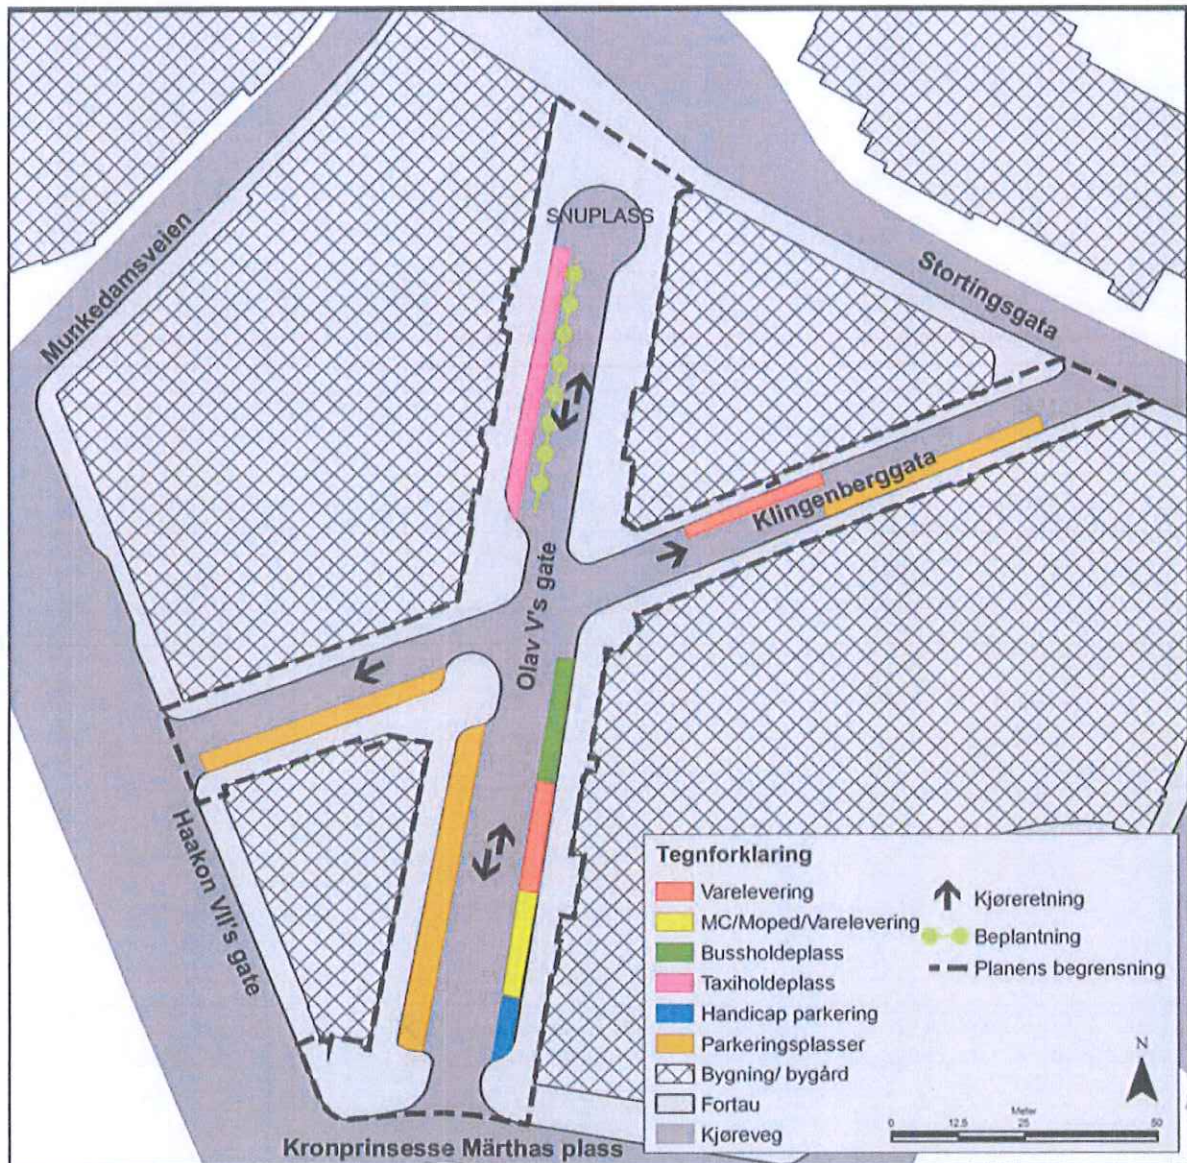 SNUPLASS
Munkedamsveien
Stortingsgata
Klingenberggata
Olav V's gate
Haakon VII's gate
Kronprinsesse Märthas plass
Tegnforklaring
Varelevering
MC/Moped/Varelevering
Bussholdeplass
Taxiholdeplass
Handicap parkering
Parkeringsplasser
Bygning/ bygård
Fortau
Kjøreveg
Kjøreretning
Beplantning
Planens begrensning
N
Meter
0 12,5 25 50